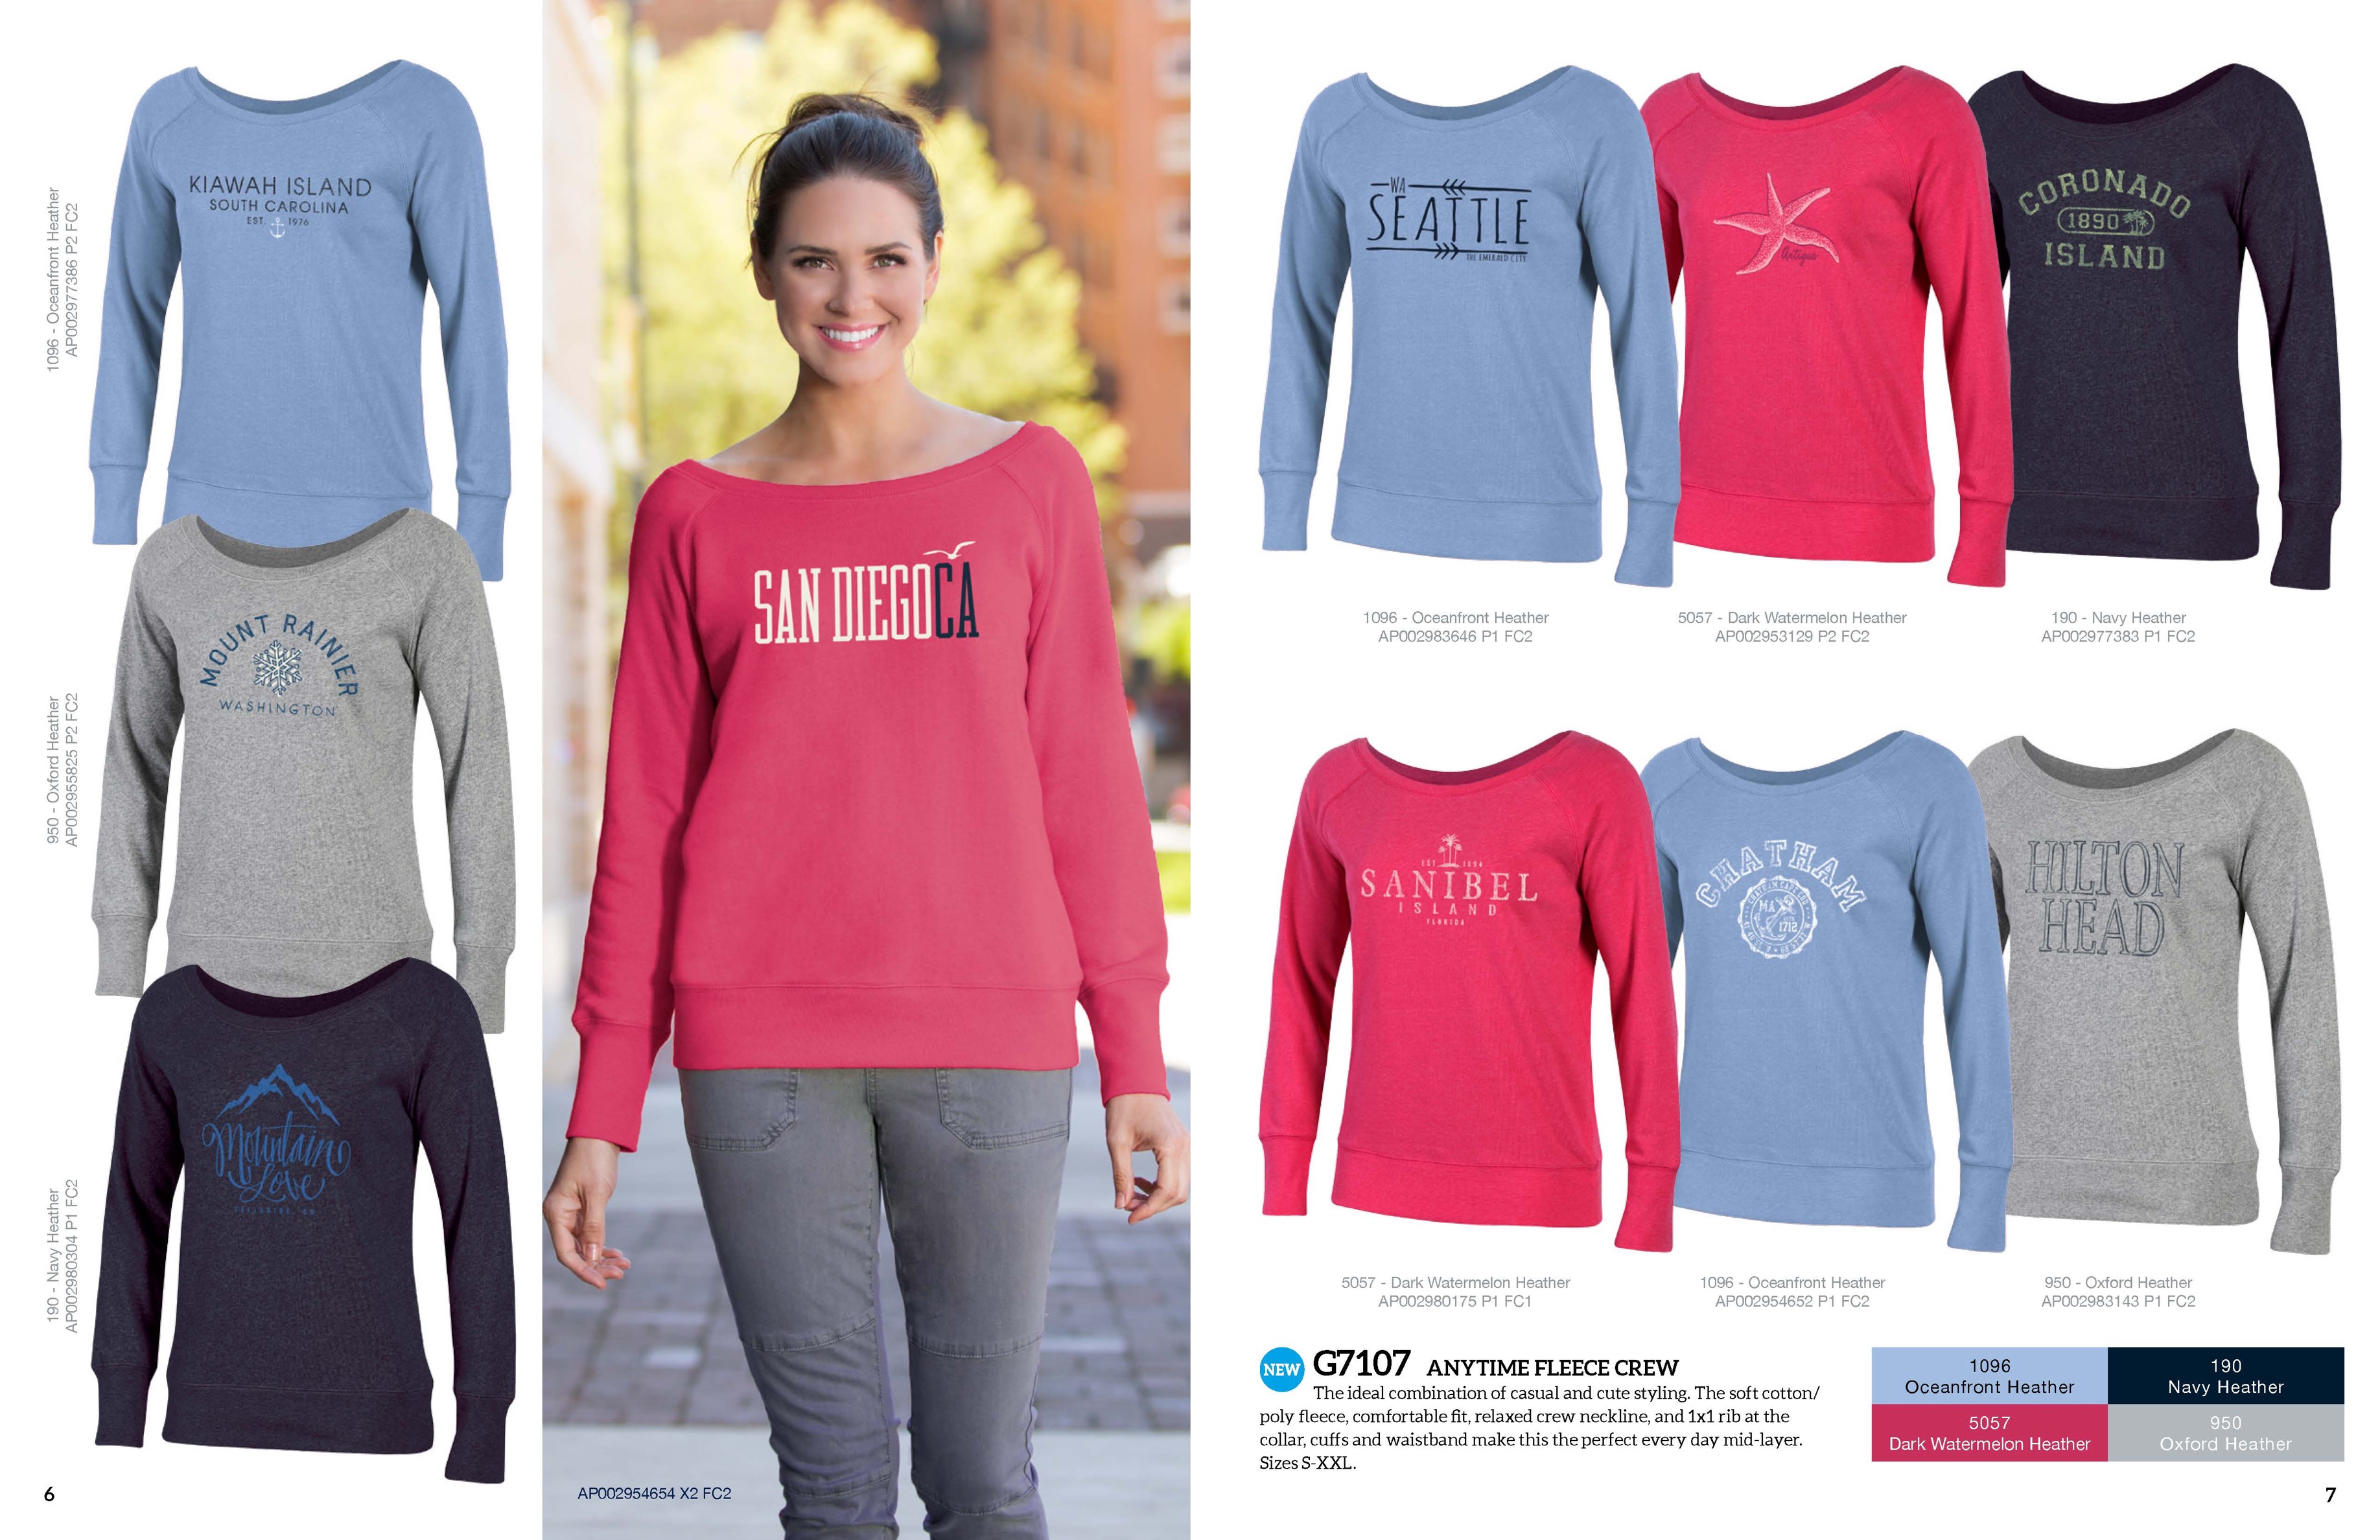 1096 - Oceanfront Heather
AP002977386 P2 FC2
KIAWAH ISLAND
SOUTH CAROLINA
EST. 1976
950 - Oxford Heather
AP002955825 P2 FC2
MOUNT RAINIER
WASHINGTON
190 - Navy Heather
AP002980304 P1 FC2
Mountain
Love
6
SAN DIEGOCA
AP002954654 X2 FC2
WA
SEATTLE
THE EMERALD CITY
Antigua
CORONADO
1890
ISLAND
1096 - Oceanfront Heather
AP002983646 P1 FC2
5057 - Dark Watermelon Heather
AP002953129 P2 FC2
190 - Navy Heather
AP002977383 P1 FC2
EST 1894
SANIBEL
ISLAND
FLORIDA
CHATHAM
MA
1712
HILTON
HEAD
5057 - Dark Watermelon Heather
AP002980175 P1 FC1
1096 - Oceanfront Heather
AP002954652 P1 FC2
950 - Oxford Heather
AP002983143 P1 FC2
NEW G7107 ANYTIME FLEECE CREW
The ideal combination of casual and cute styling. The soft cotton/
poly fleece, comfortable fit, relaxed crew neckline, and 1x1 rib at the
collar, cuffs and waistband make this the perfect every day mid-layer.
Sizes S-XXL.
1096
Oceanfront Heather
190
Navy Heather
5057
Dark Watermelon Heather
950
Oxford Heather
7